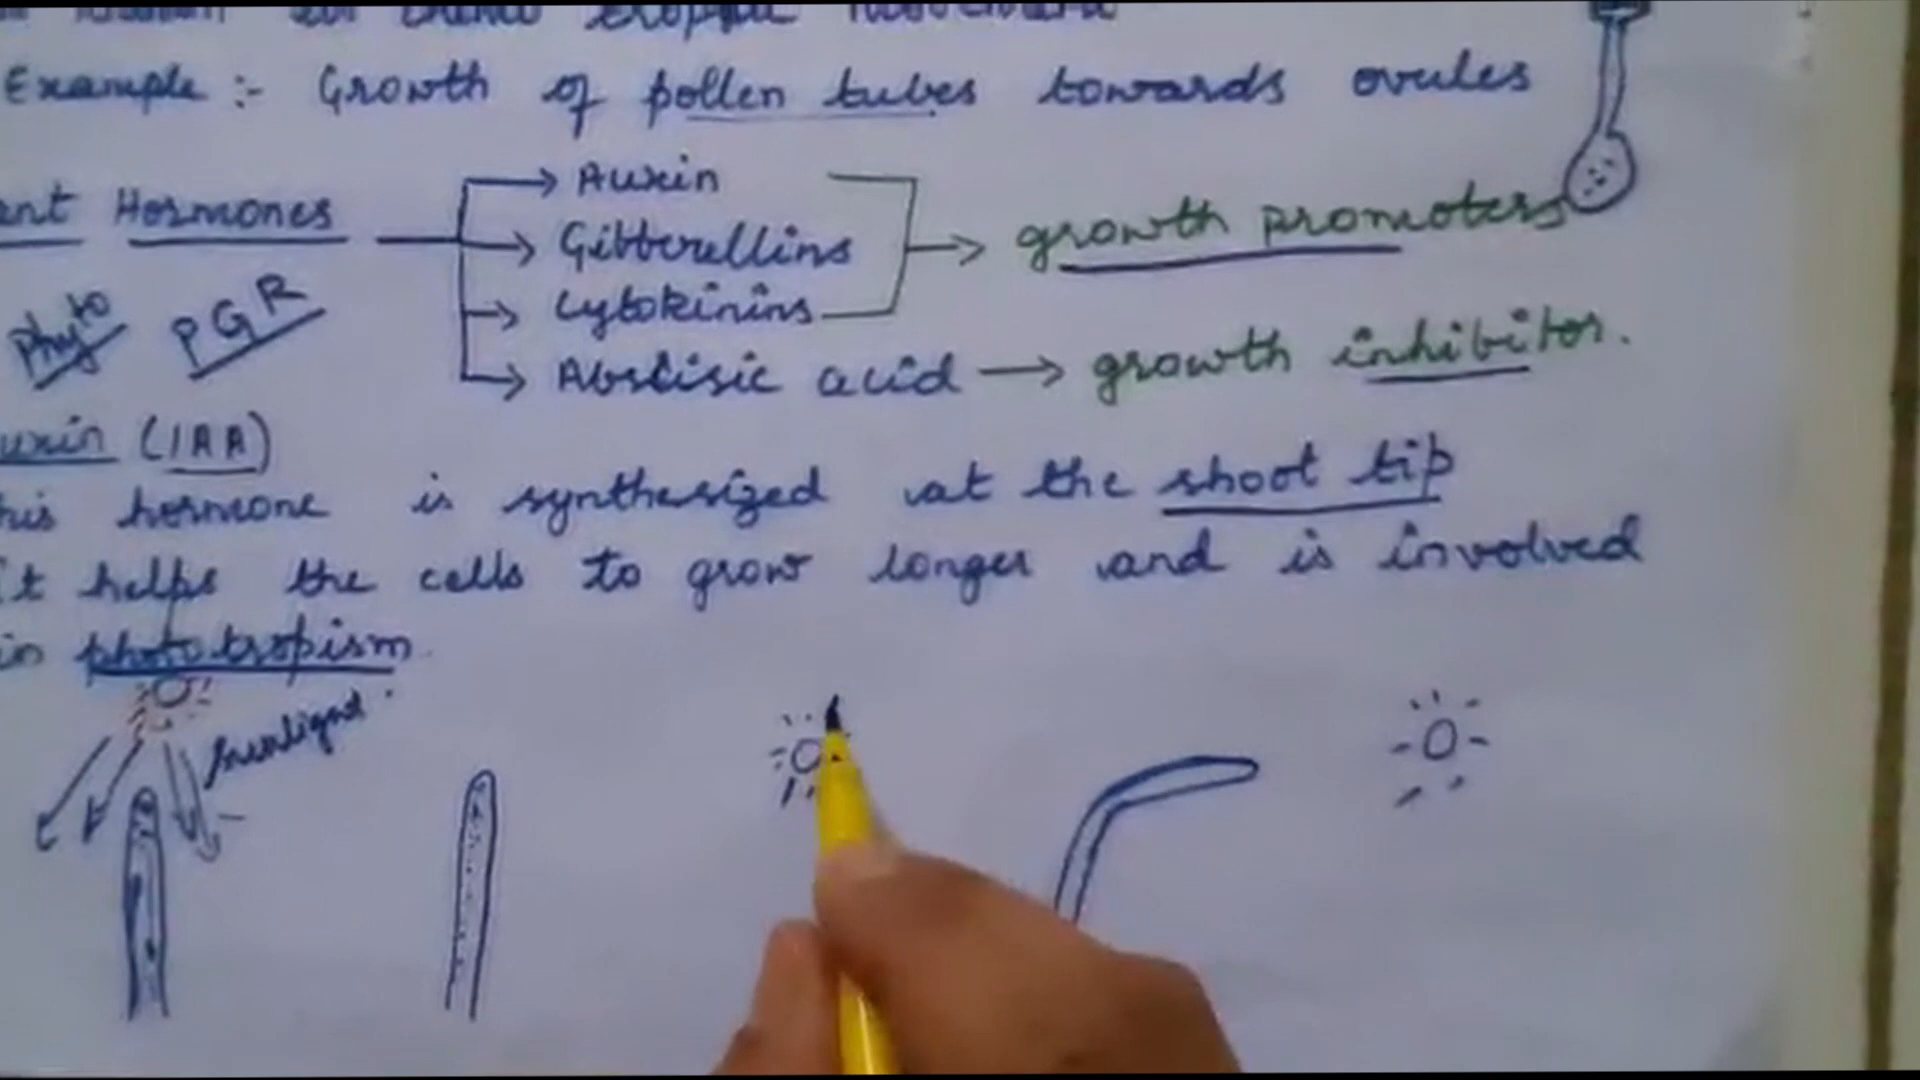 Example :- Growth of pollen tubes towards ovules
Hormones
Auxin
Gibberellins
Cytokinins
growth promoters
Phyto PGR
Abscisic acid → growth inhibitor.
(IAA)
hormone is synthesized at the shoot tip
It helps the cells to grow longer and is involved
in phototropism.
Sunlight